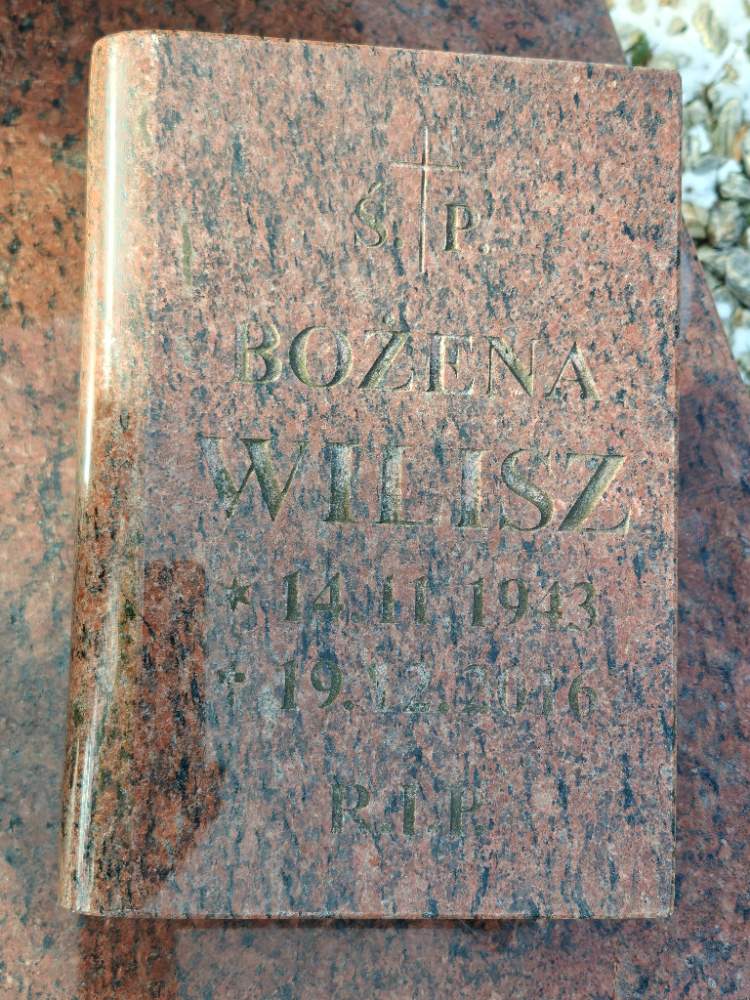 Ś. P.
BOŻENA
WILISZ
* 14.11.1943
† 19.12.2016
R.I.P.